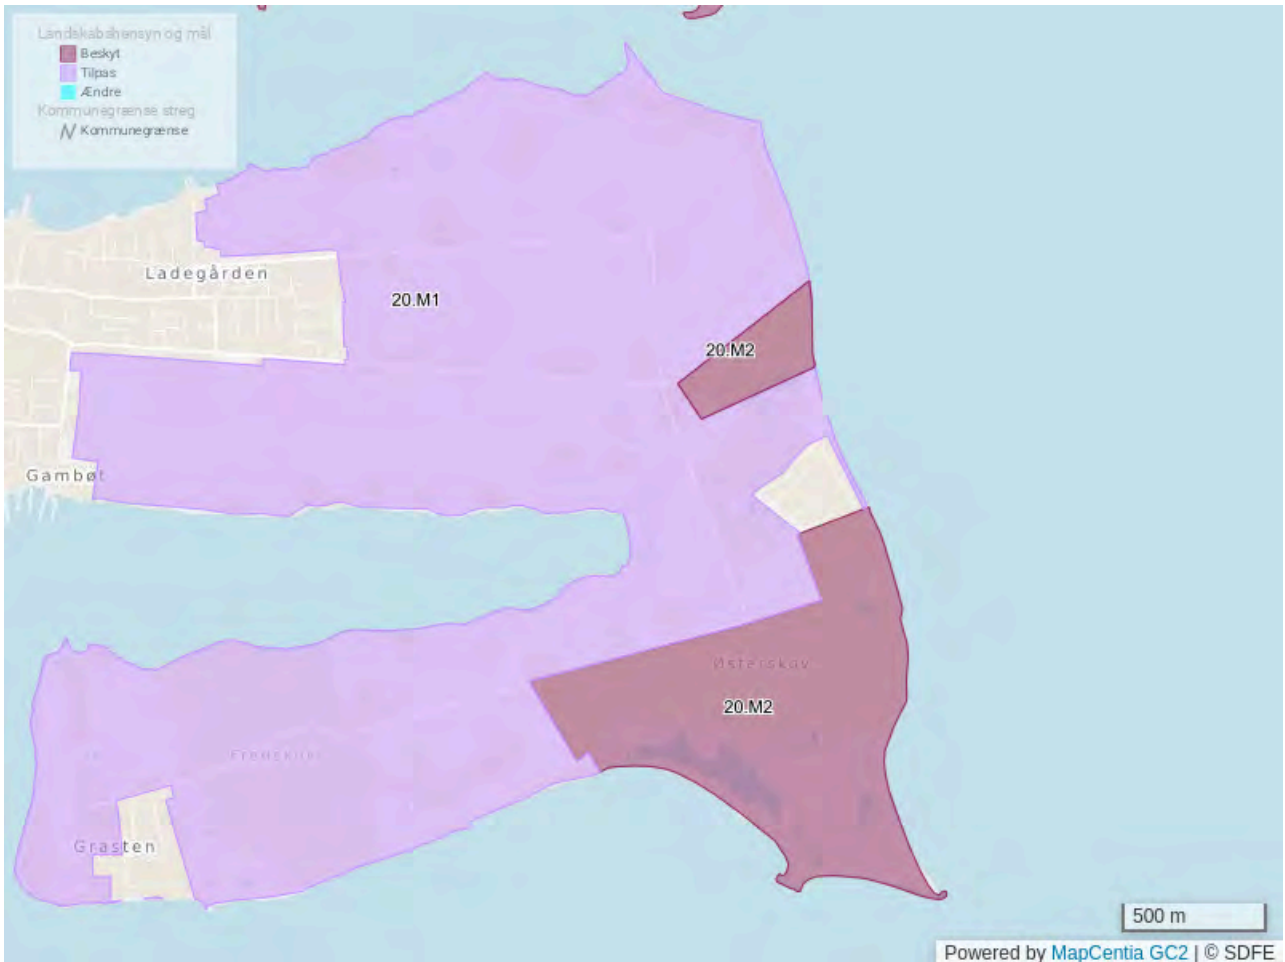 Landskabshensyn og mål
Beskyt
Tilpas
Ændre
Kommunegrænse streg
Kommunegrænse
Ladegården
20.M1
20.M2
Gambøt
Østerskov
20.M2
Grasten
500 m
Powered by MapCentia GC2 | © SDFE